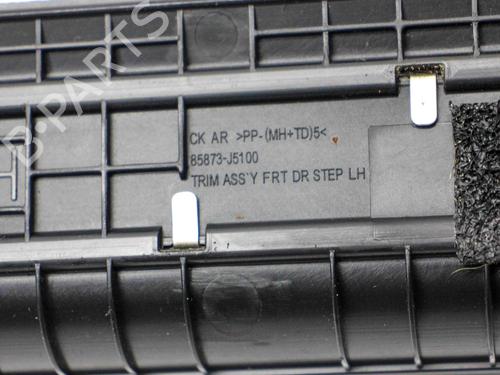 B-Parts
CK AR >PP-(MH+TD)5<
85873-J5100
TRIM ASS`Y FRT DR STEP LH